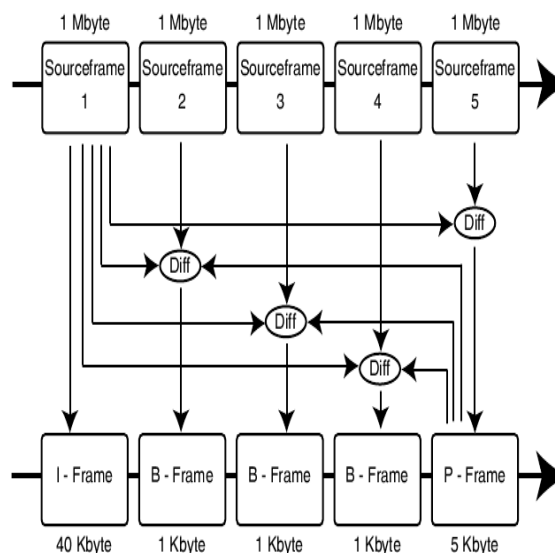 1 Mbyte 1 Mbyte 1 Mbyte 1 Mbyte 1 Mbyte
Sourceframe Sourceframe Sourceframe Sourceframe Sourceframe
1 2 3 4 5
Diff
Diff
Diff
Diff
I - Frame B - Frame B - Frame B - Frame P - Frame
40 Kbyte 1 Kbyte 1 Kbyte 1 Kbyte 5 Kbyte